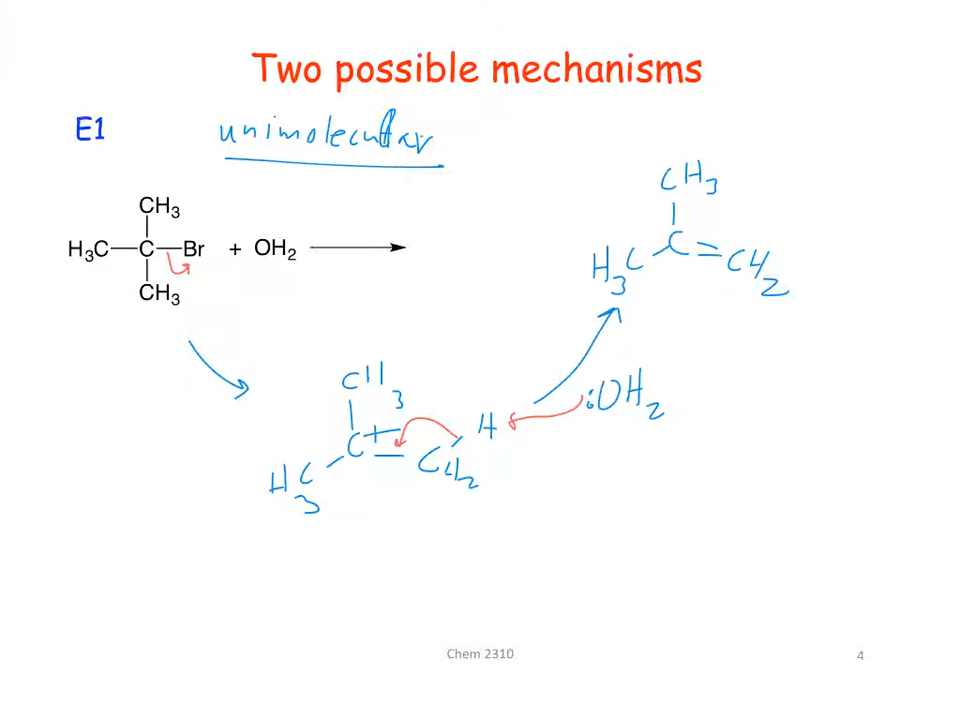 Two possible mechanisms
E1 unimolecular
CH3
H3C—C—Br + OH2
CH3
CH3
H3C C=CH2
CH3
C+ = CH2 H :OH2
H3C
Chem 2310
4